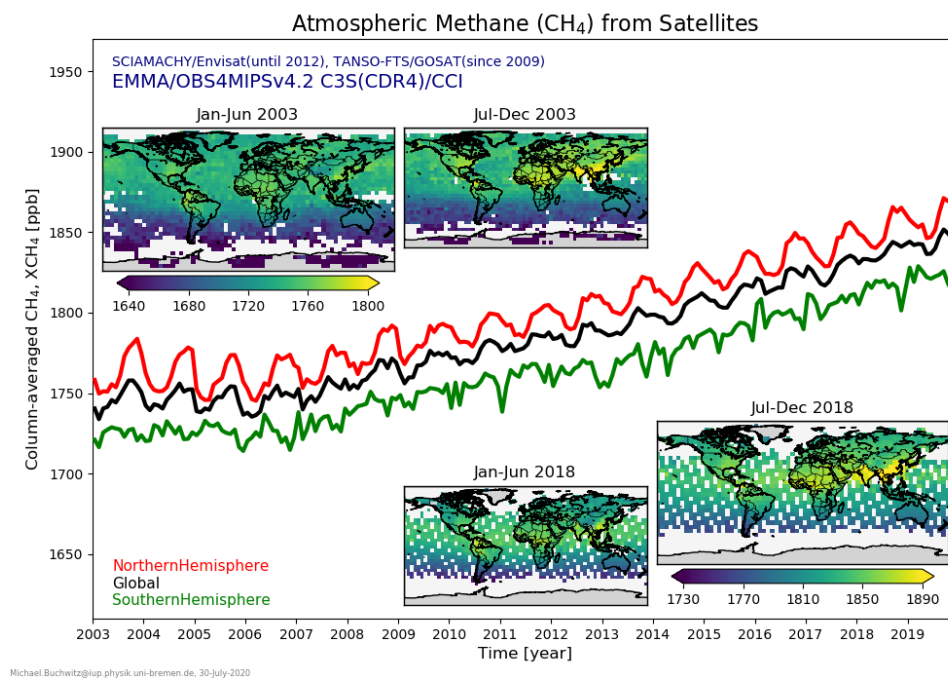 Atmospheric Methane (CH₄) from Satellites
SCIAMACHY/Envisat(until 2012), TANSO-FTS/GOSAT(since 2009)
EMMA/OBS4MIPSv4.2 C3S(CDR4)/CCI
Jan-Jun 2003
Jul-Dec 2003
1640 1680 1720 1760 1800
Column-averaged CH₄, XCH₄ [ppb]
1950
1900
1850
1800
1750
1700
1650
Jul-Dec 2018
Jan-Jun 2018
1730 1770 1810 1850 1890
NorthernHemisphere
Global
SouthernHemisphere
2003 2004 2005 2006 2007 2008 2009 2010 2011 2012 2013 2014 2015 2016 2017 2018 2019
Time [year]
Michael.Buchwitz@iup.physik.uni-bremen.de, 30-July-2020